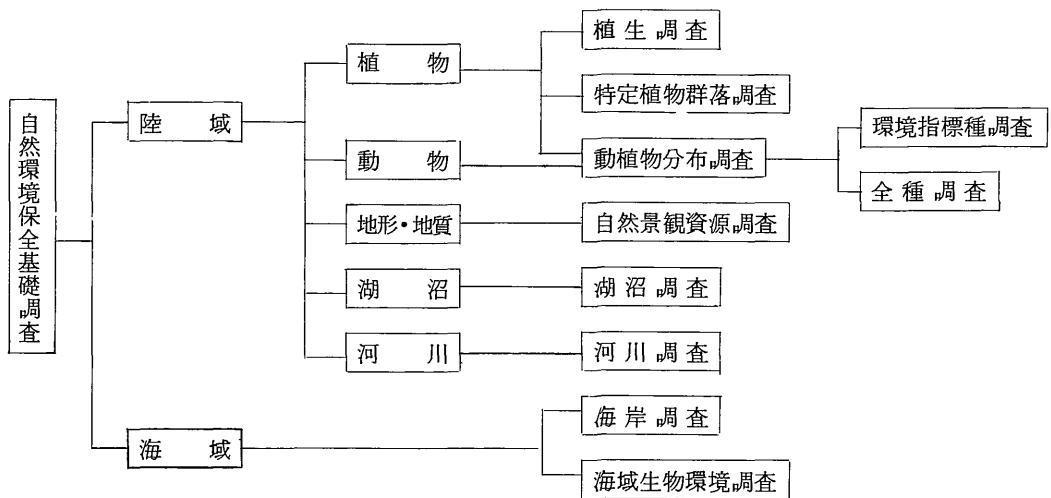 自然環境保全基礎調査
陸域
植物
植生調査
特定植物群落調査
動物
動植物分布調査
環境指標種調査
全種調査
地形・地質
自然景観資源調査
湖沼
湖沼調査
河川
河川調査
海域
海岸調査
海域生物環境調査